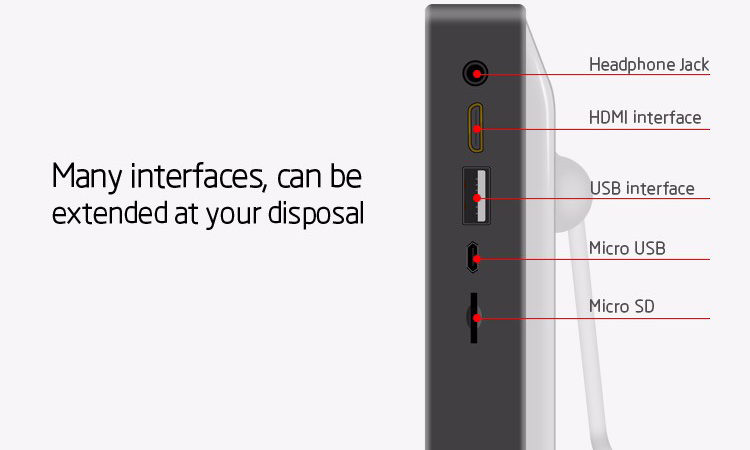 Many interfaces, can be
extended at your disposal
Headphone Jack
HDMI interface
USB interface
Micro USB
Micro SD